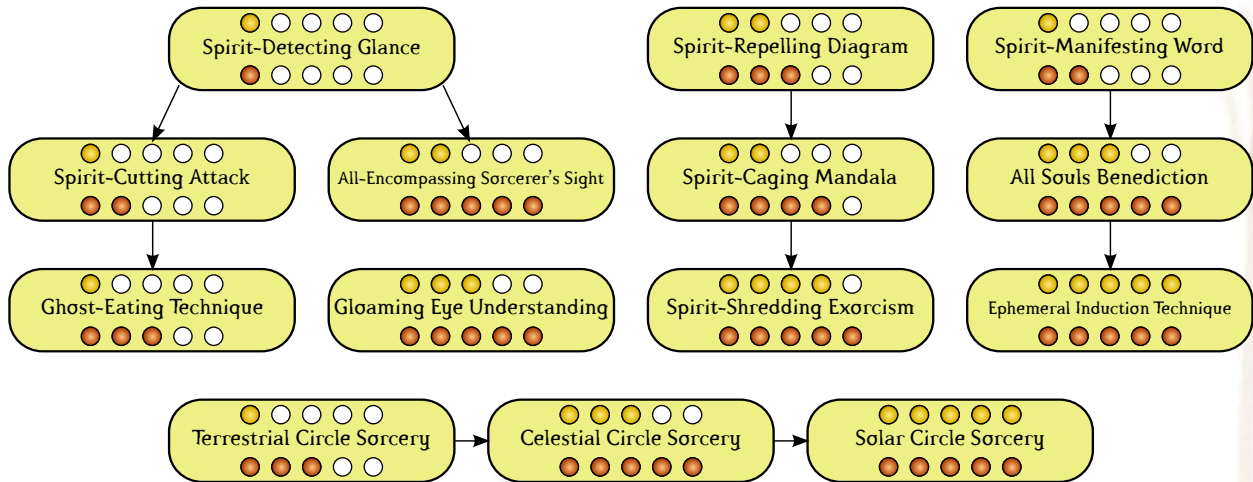 Spirit-Detecting Glance
Spirit-Repelling Diagram
Spirit-Manifesting Word
Spirit-Cutting Attack
All-Encompassing Sorcerer's Sight
Spirit-Caging Mandala
All Souls Benediction
Ghost-Eating Technique
Gloaming Eye Understanding
Spirit-Shredding Exorcism
Ephemeral Induction Technique
Terrestrial Circle Sorcery
Celestial Circle Sorcery
Solar Circle Sorcery